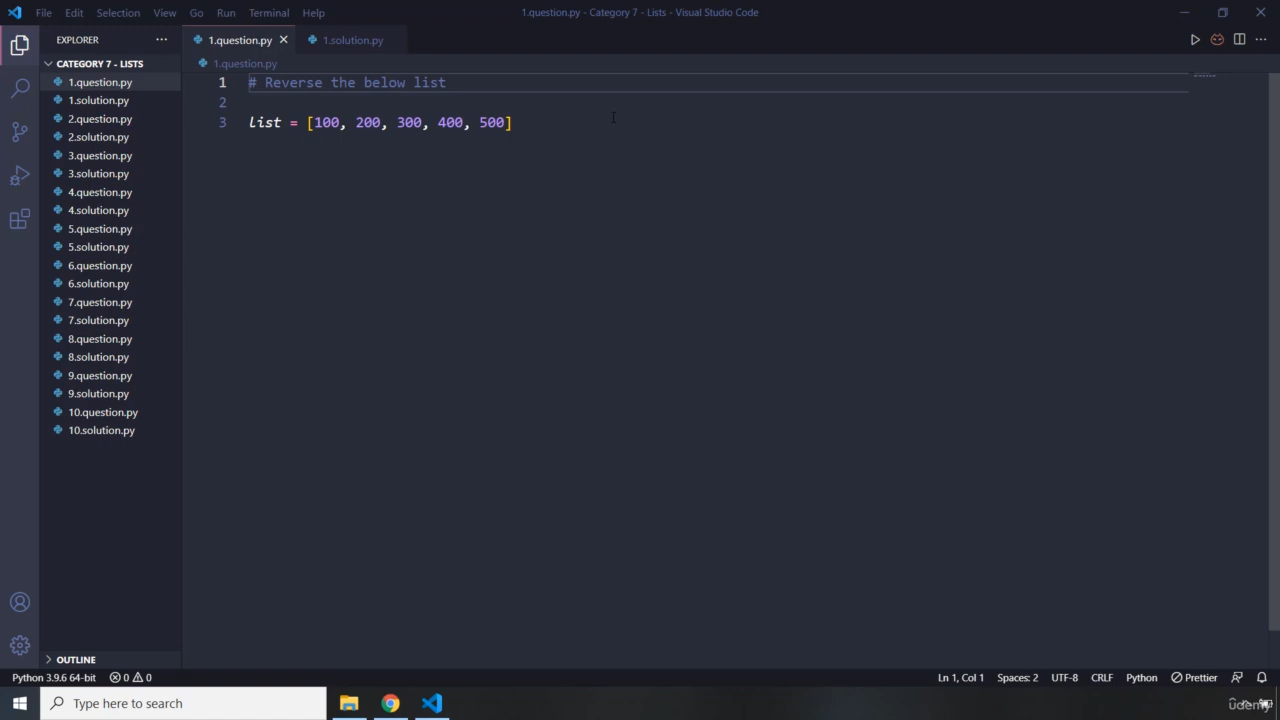 File Edit Selection View Go Run Terminal Help
1.question.py - Category 7 - Lists - Visual Studio Code
EXPLORER
1.question.py
1.solution.py
CATEGORY 7 - LISTS
1.question.py
1.solution.py
2.question.py
2.solution.py
3.question.py
3.solution.py
4.question.py
4.solution.py
5.question.py
5.solution.py
6.question.py
6.solution.py
7.question.py
7.solution.py
8.question.py
8.solution.py
9.question.py
9.solution.py
10.question.py
10.solution.py
OUTLINE
1.question.py
1 # Reverse the below list
2
3 list = [100, 200, 300, 400, 500]
Python 3.9.6 64-bit 0 0
Ln 1, Col 1 Spaces: 2 UTF-8 CRLF Python Prettier
Type here to search
udemy